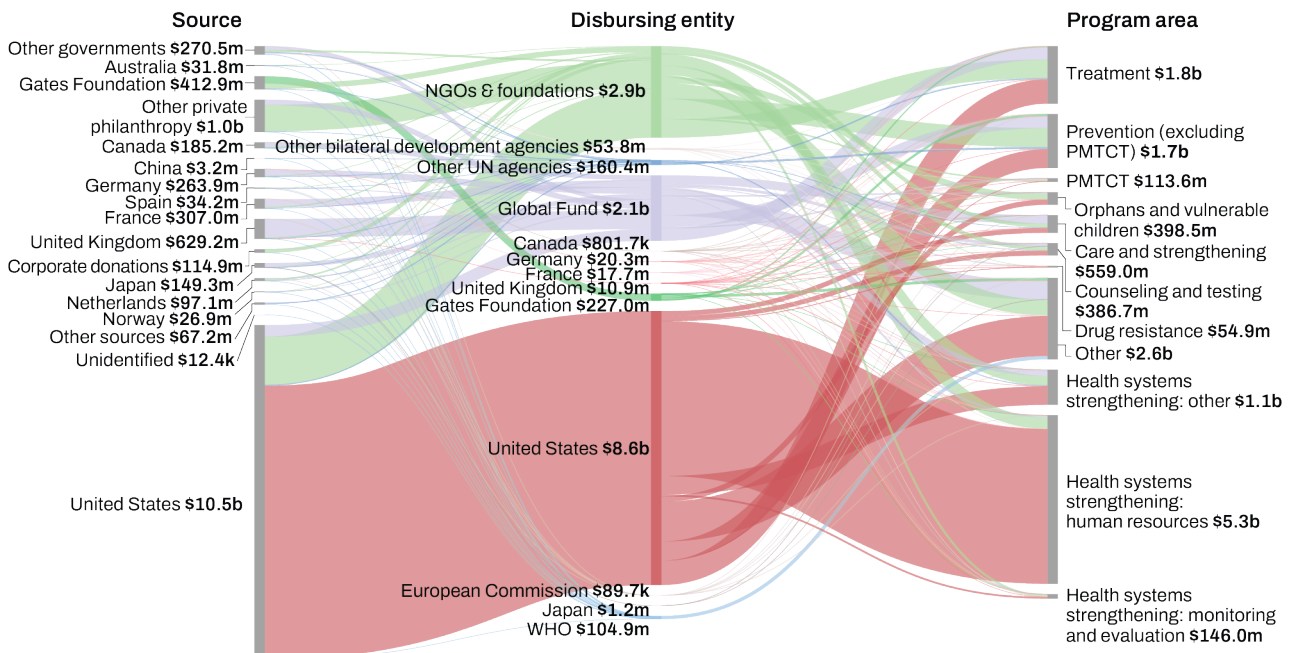 Source
Disbursing entity
Program area
Other governments $270.5m
Australia $31.8m
Gates Foundation $412.9m
Other private
philanthropy $1.0b
Canada $185.2m
China $3.2m
Germany $263.9m
Spain $34.2m
France $307.0m
United Kingdom $629.2m
Corporate donations $114.9m
Japan $149.3m
Netherlands $97.1m
Norway $26.9m
Other sources $67.2m
Unidentified $12.4k
United States $10.5b
NGOs & foundations $2.9b
Other bilateral development agencies $53.8m
Other UN agencies $160.4m
Global Fund $2.1b
Canada $801.7k
Germany $20.3m
France $17.7m
United Kingdom $10.9m
Gates Foundation $227.0m
United States $8.6b
European Commission $89.7k
Japan $1.2m
WHO $104.9m
Treatment $1.8b
Prevention (excluding
PMTCT) $1.7b
PMTCT $113.6m
Orphans and vulnerable
children $398.5m
Care and strengthening
$559.0m
Counseling and testing
$386.7m
Drug resistance $54.9m
Other $2.6b
Health systems
strengthening: other $1.1b
Health systems
strengthening:
human resources $5.3b
Health systems
strengthening: monitoring
and evaluation $146.0m